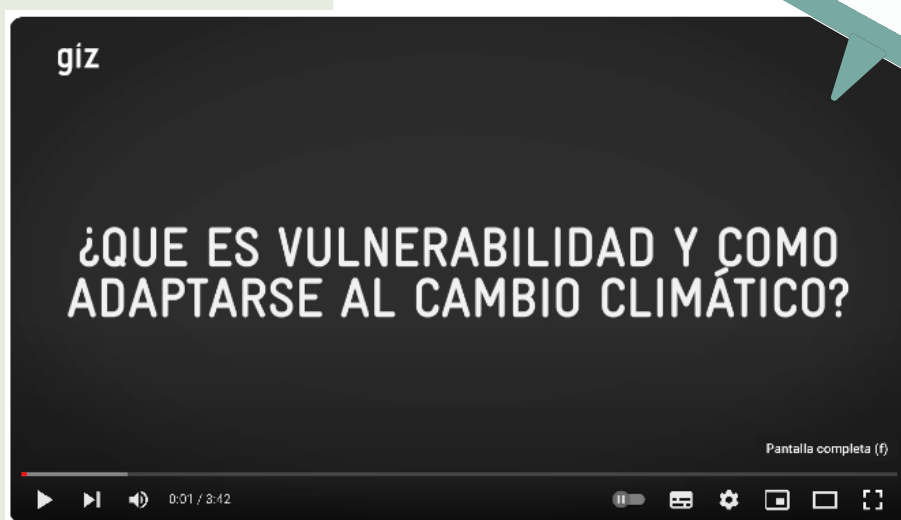 giz
¿QUE ES VULNERABILIDAD Y COMO
ADAPTARSE AL CAMBIO CLIMÁTICO?
Pantalla completa (f)
0:01 / 3:42